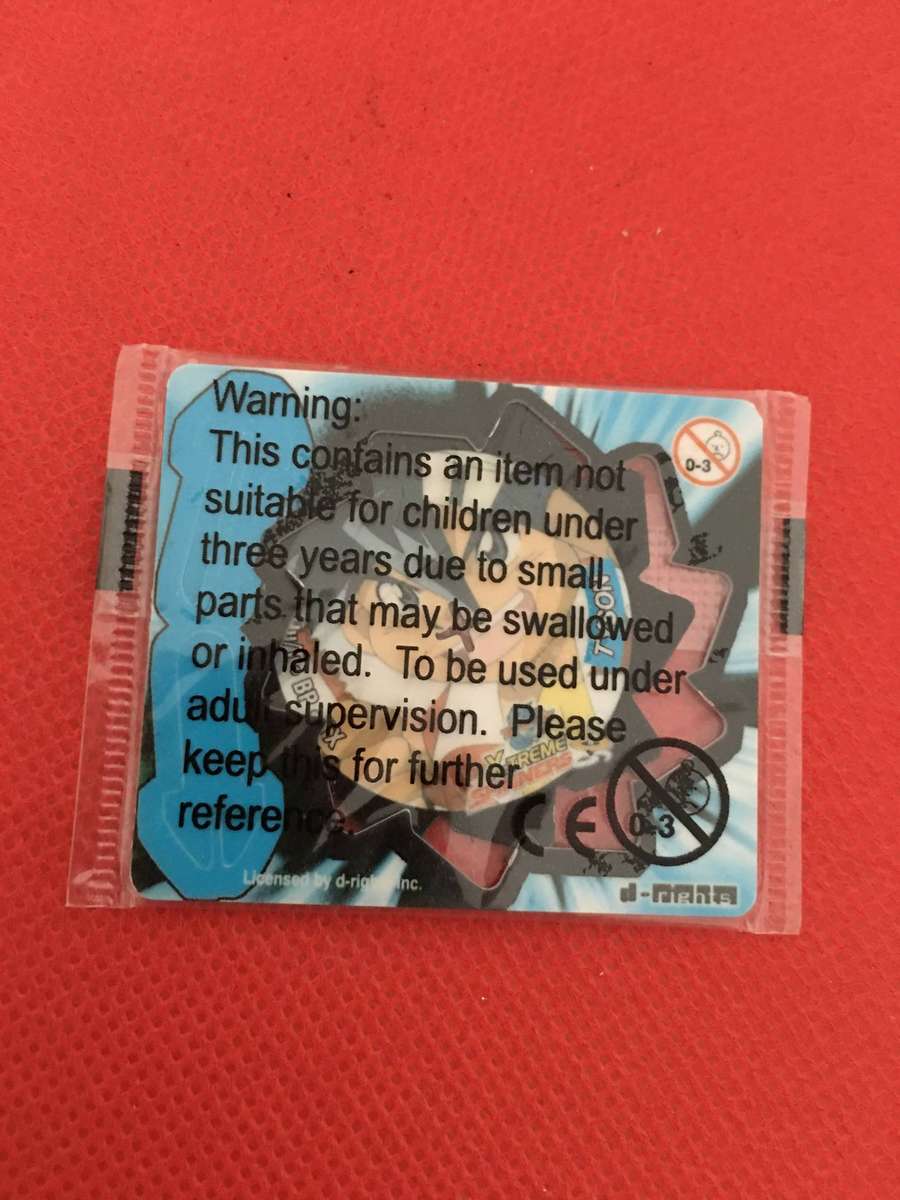 Warning:
This contains an item not
suitable for children under
three years due to small
parts that may be swallowed
or inhaled. To be used under
adult supervision. Please
keep this for further
reference.
0-3
TYSON
XTREME
SPINNERS
CE
0-3
Licensed by d-rights Inc.
d-rights